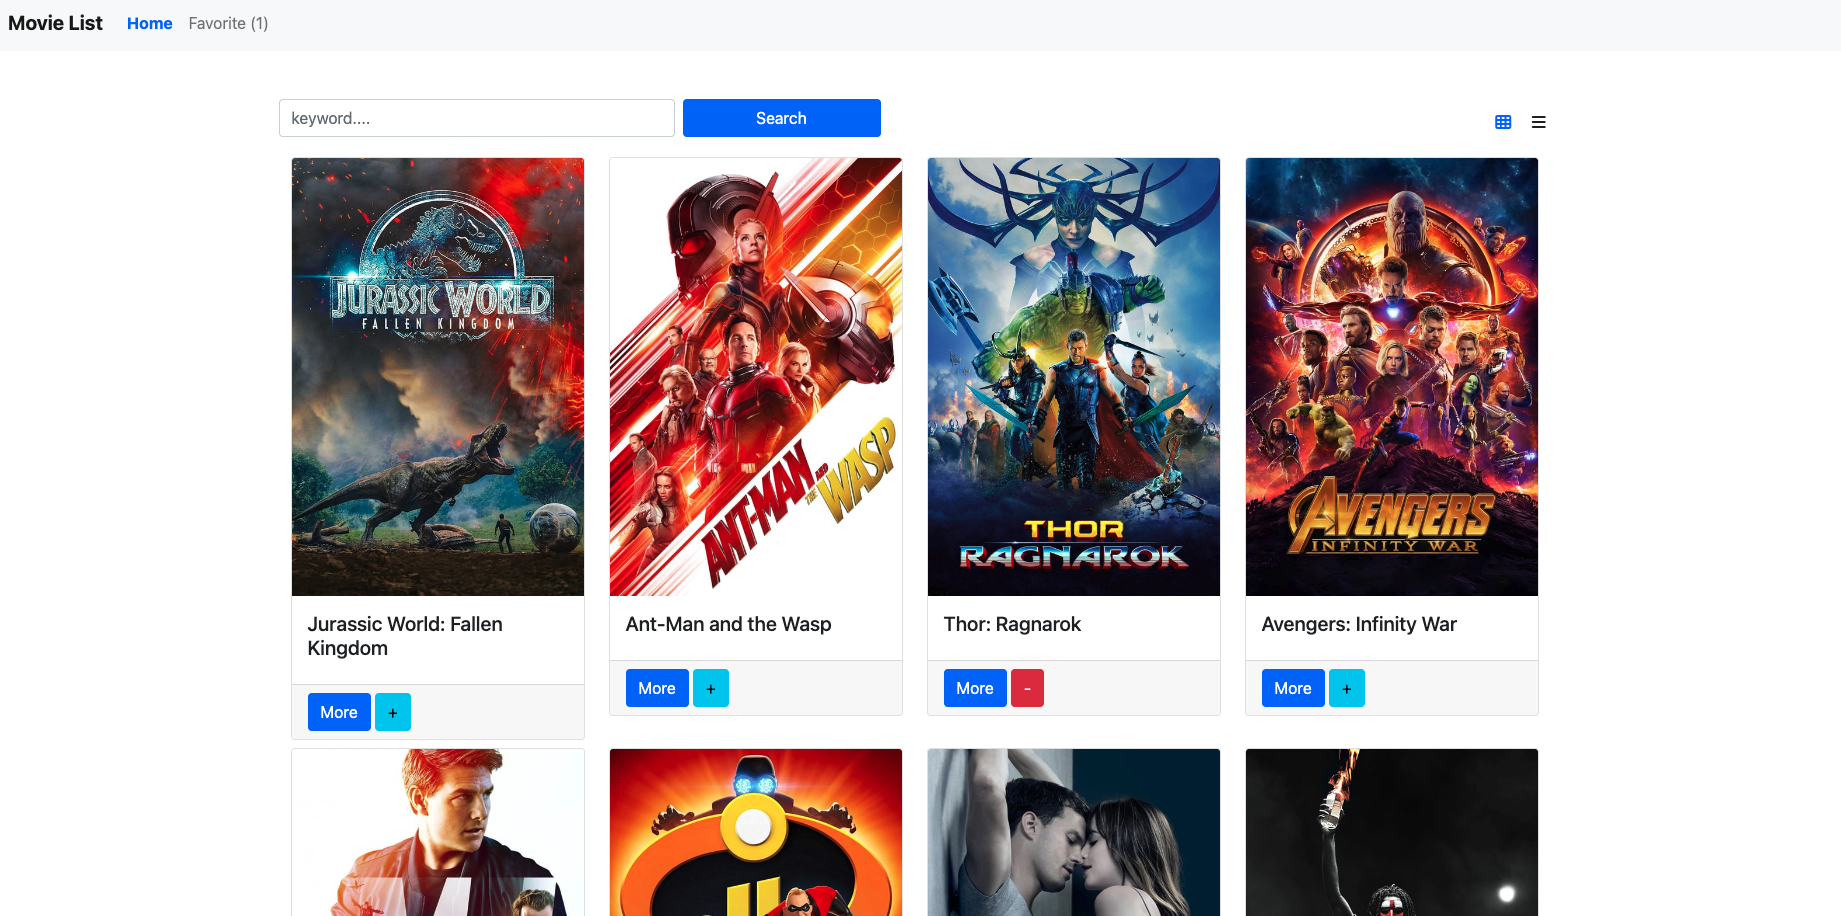 Movie List Home Favorite (1)
keyword.... Search
JURASSIC WORLD
FALLEN KINGDOM
ANT-MAN AND
THE WASP
THOR
RAGNAROK
AVENGERS
INFINITY WAR
Jurassic World: Fallen
Kingdom
Ant-Man and the Wasp
Thor: Ragnarok
Avengers: Infinity War
More +
More +
More -
More +